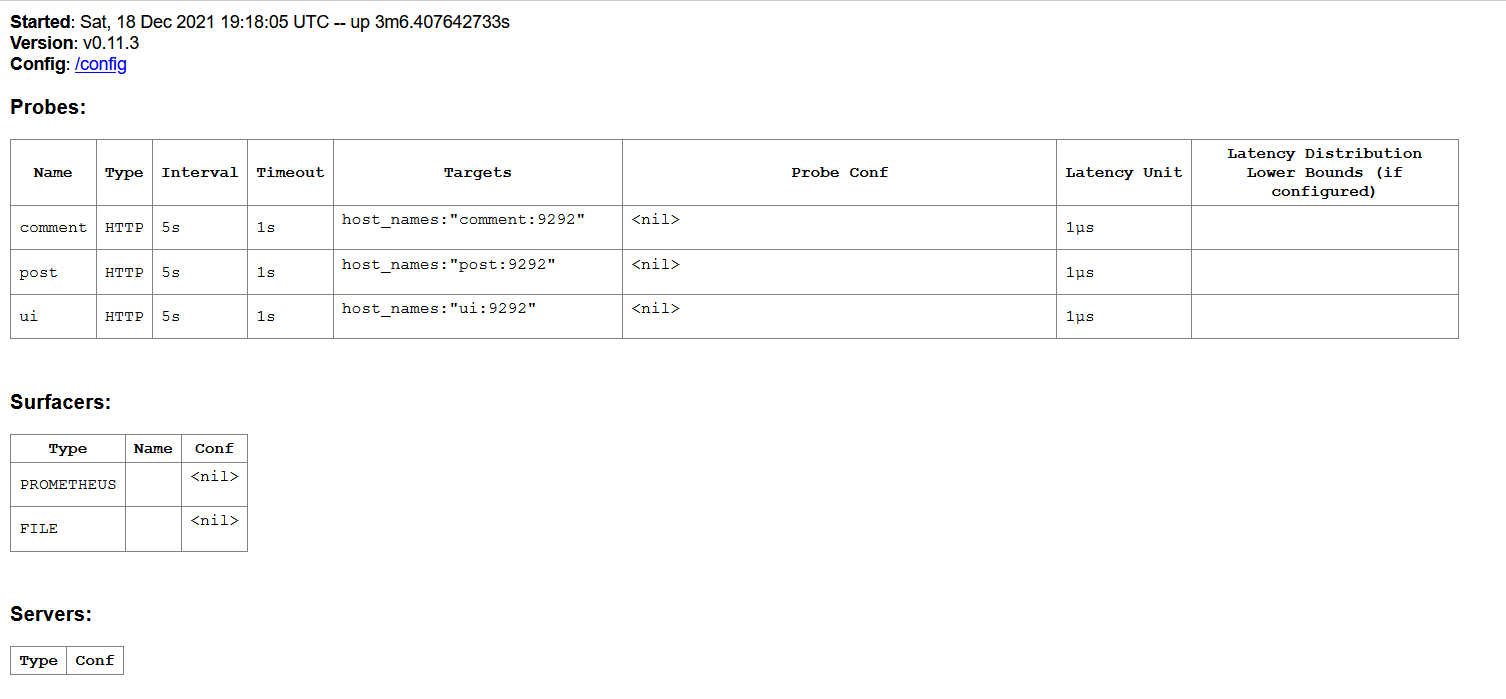 Started: Sat, 18 Dec 2021 19:18:05 UTC -- up 3m6.407642733s
Version: v0.11.3
Config: /config
Probes:
Name Type Interval Timeout Targets Probe Conf Latency Unit Latency Distribution Lower Bounds (if configured)
comment HTTP 5s 1s host_names:"comment:9292" <nil> 1µs
post HTTP 5s 1s host_names:"post:9292" <nil> 1µs
ui HTTP 5s 1s host_names:"ui:9292" <nil> 1µs
Surfacers:
Type Name Conf
PROMETHEUS <nil>
FILE <nil>
Servers:
Type Conf